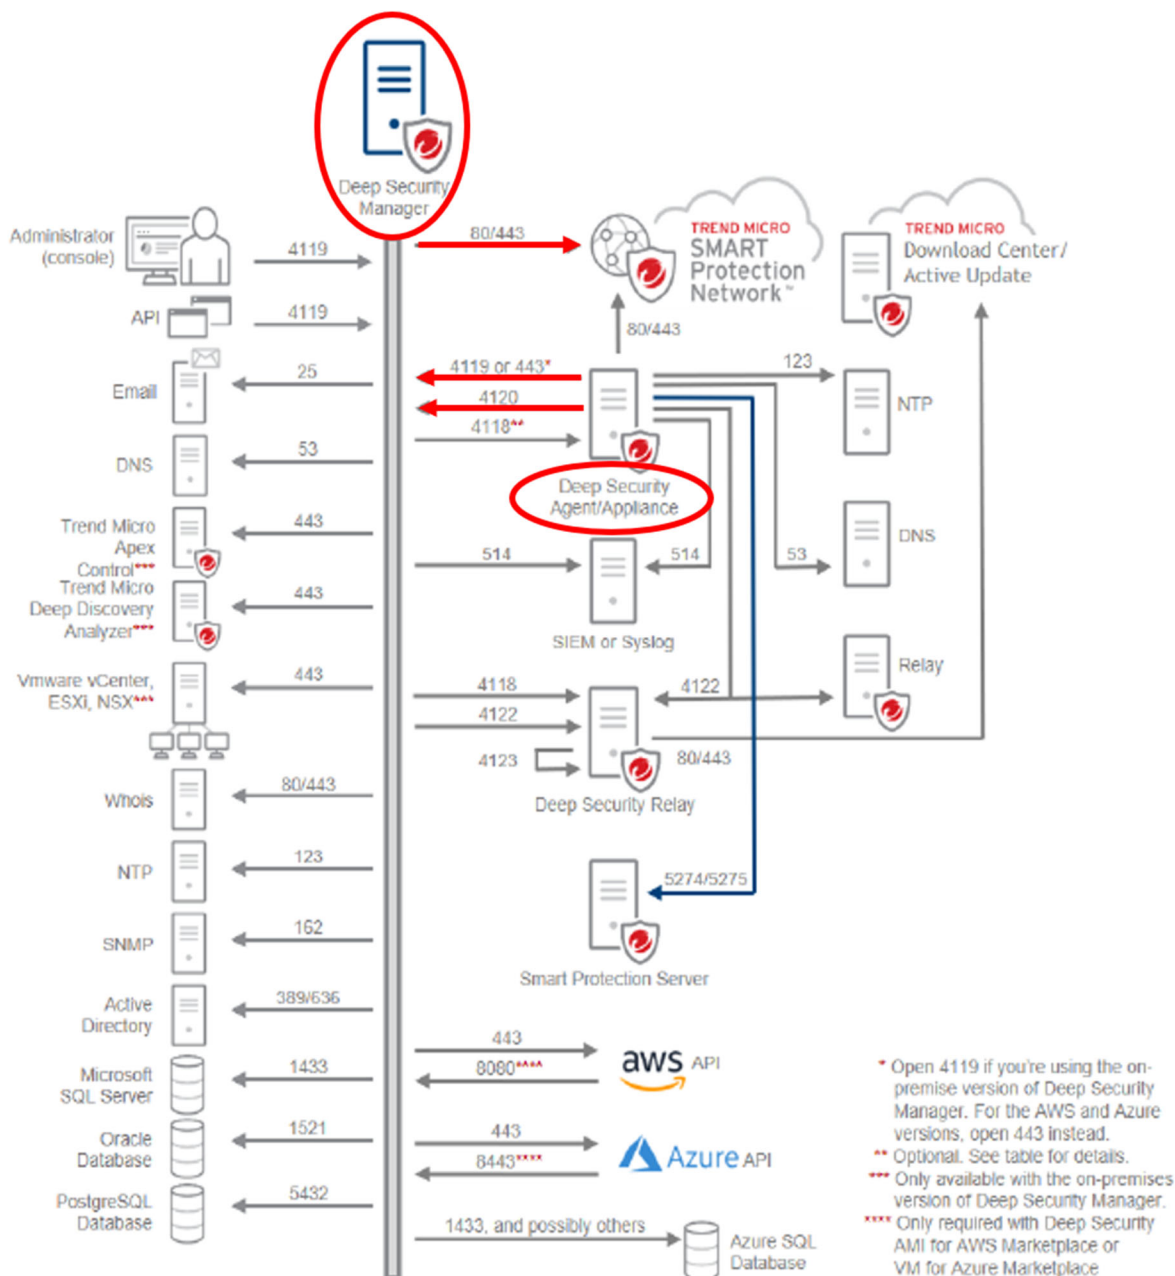 Deep Security
Manager
Administrator
(console)
4119
80/443
TREND MICRO
SMART
Protection
Network™
TREND MICRO
Download Center/
Active Update
API
4119
80/443
Email
25
4119 or 443*
4120
4118**
123
NTP
DNS
53
Deep Security
Agent/Appliance
Trend Micro
Apex
Control***
443
514
514
53
DNS
Trend Micro
Deep Discovery
Analyzer***
443
SIEM or Syslog
Vmware vCenter,
ESXi, NSX***
443
4118
4122
4123
4122
Relay
80/443
Deep Security Relay
Whois
80/443
NTP
123
5274/5275
SNMP
162
Smart Protection Server
Active
Directory
389/636
Microsoft
SQL Server
1433
443
8080****
aws API
Oracle
Database
1521
443
8443****
Azure API
PostgreSQL
Database
5432
1433, and possibly others
Azure SQL
Database
* Open 4119 if you're using the on-
premise version of Deep Security
Manager. For the AWS and Azure
versions, open 443 instead.
** Optional. See table for details.
*** Only available with the on-premises
version of Deep Security Manager.
**** Only required with Deep Security
AMI for AWS Marketplace or
VM for Azure Marketplace